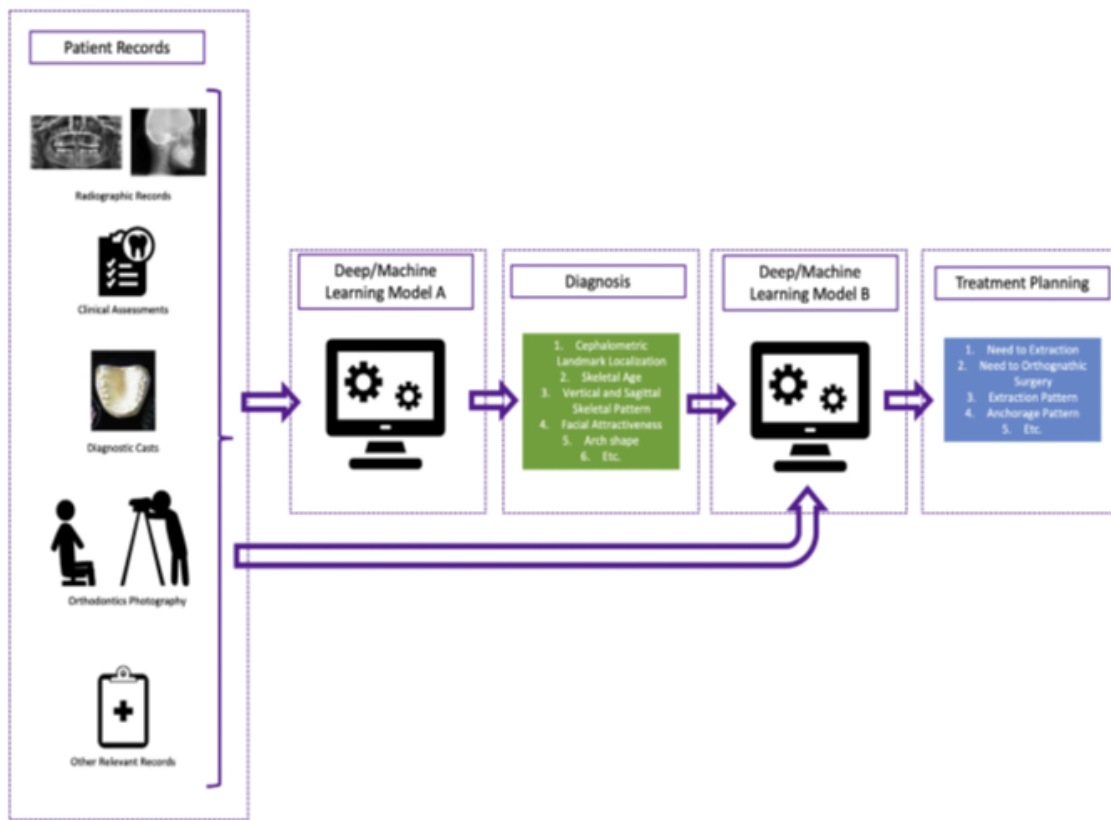 Patient Records
Radiographic Records
Clinical Assessments
Diagnostic Casts
Orthodontics Photography
Other Relevant Records
Deep/Machine
Learning Model A
Diagnosis
1. Cephalometric
Landmark Localization
2. Skeletal Age
3. Vertical and Sagittal
Skeletal Pattern
4. Facial Attractiveness
5. Arch shape
6. Etc.
Deep/Machine
Learning Model B
Treatment Planning
1. Need to Extraction
2. Need to Orthognathic
Surgery
3. Extraction Pattern
4. Anchorage Pattern
5. Etc.